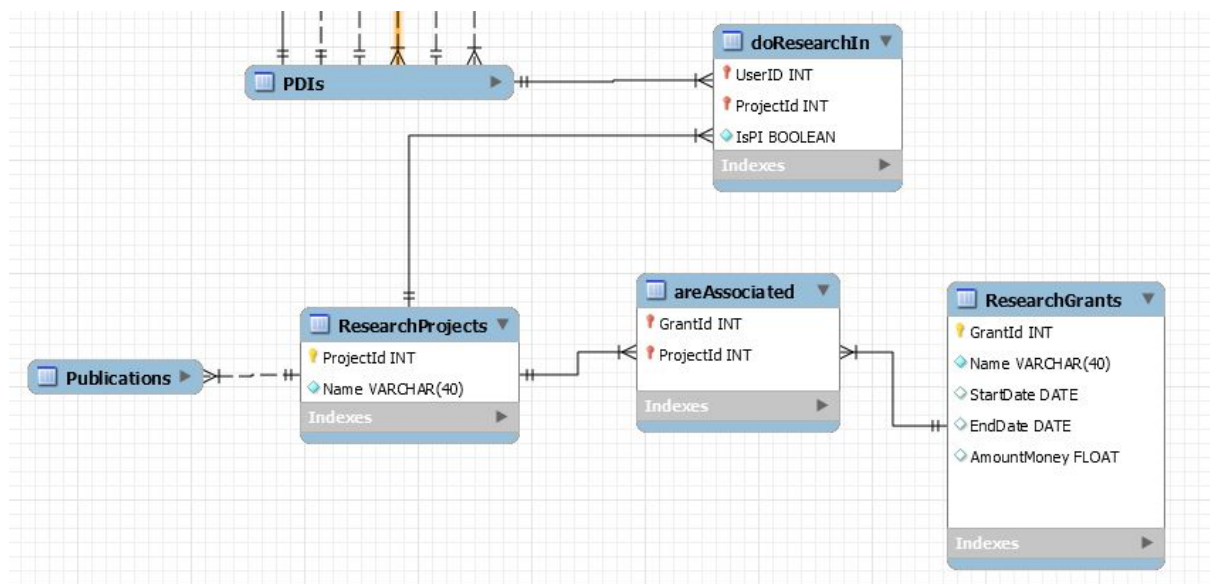 doResearchIn
UserID INT
ProjectId INT
IsPI BOOLEAN
Indexes
PDIs
ResearchProjects
ProjectId INT
Name VARCHAR(40)
Indexes
Publications
areAssociated
GrantId INT
ProjectId INT
Indexes
ResearchGrants
GrantId INT
Name VARCHAR(40)
StartDate DATE
EndDate DATE
AmountMoney FLOAT
Indexes